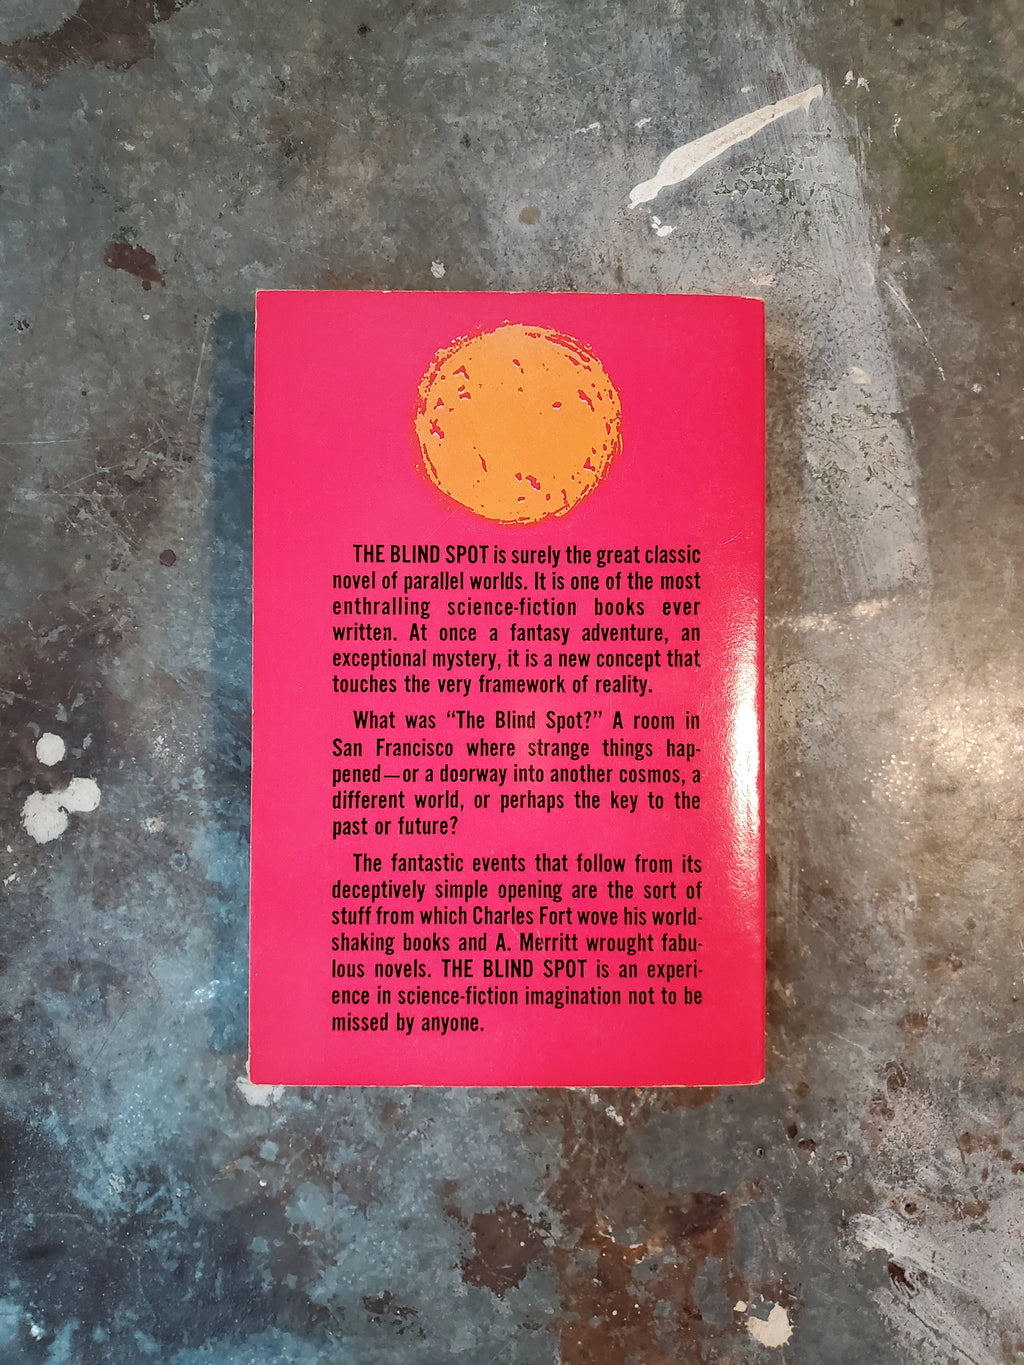 THE BLIND SPOT is surely the great classic
novel of parallel worlds. It is one of the most
enthralling science-fiction books ever
written. At once a fantasy adventure, an
exceptional mystery, it is a new concept that
touches the very framework of reality.
What was “The Blind Spot?” A room in
San Francisco where strange things hap-
pened—or a doorway into another cosmos, a
different world, or perhaps the key to the
past or future?
The fantastic events that follow from its
deceptively simple opening are the sort of
stuff from which Charles Fort wove his world-
shaking books and A. Merritt wrought fabu-
lous novels. THE BLIND SPOT is an experi-
ence in science-fiction imagination not to be
missed by anyone.